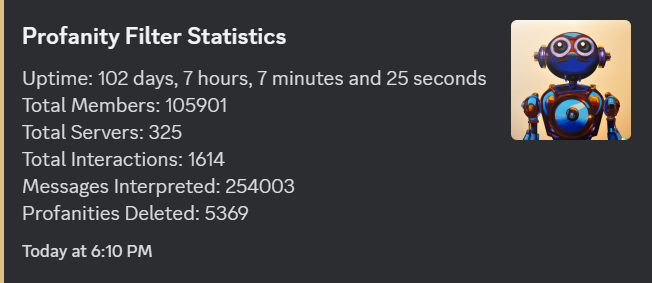 Profanity Filter Statistics
Uptime: 102 days, 7 hours, 7 minutes and 25 seconds
Total Members: 105901
Total Servers: 325
Total Interactions: 1614
Messages Interpreted: 254003
Profanities Deleted: 5369
Today at 6:10 PM